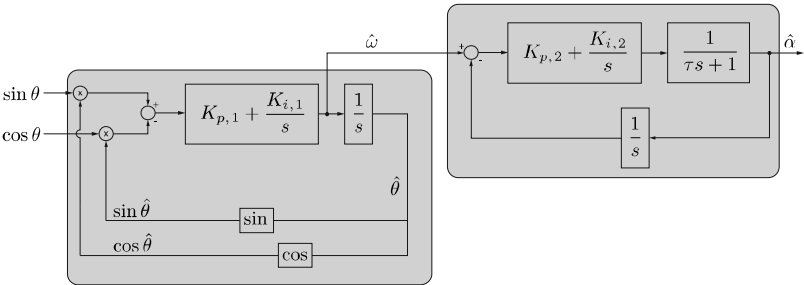 ω̂
α̂
+
-
K_{p,2} + K_{i,2}/s
1/(τs+1)
1/s
sin θ
cos θ
x
x
+
-
K_{p,1} + K_{i,1}/s
1/s
θ̂
sin θ̂
sin
cos θ̂
cos